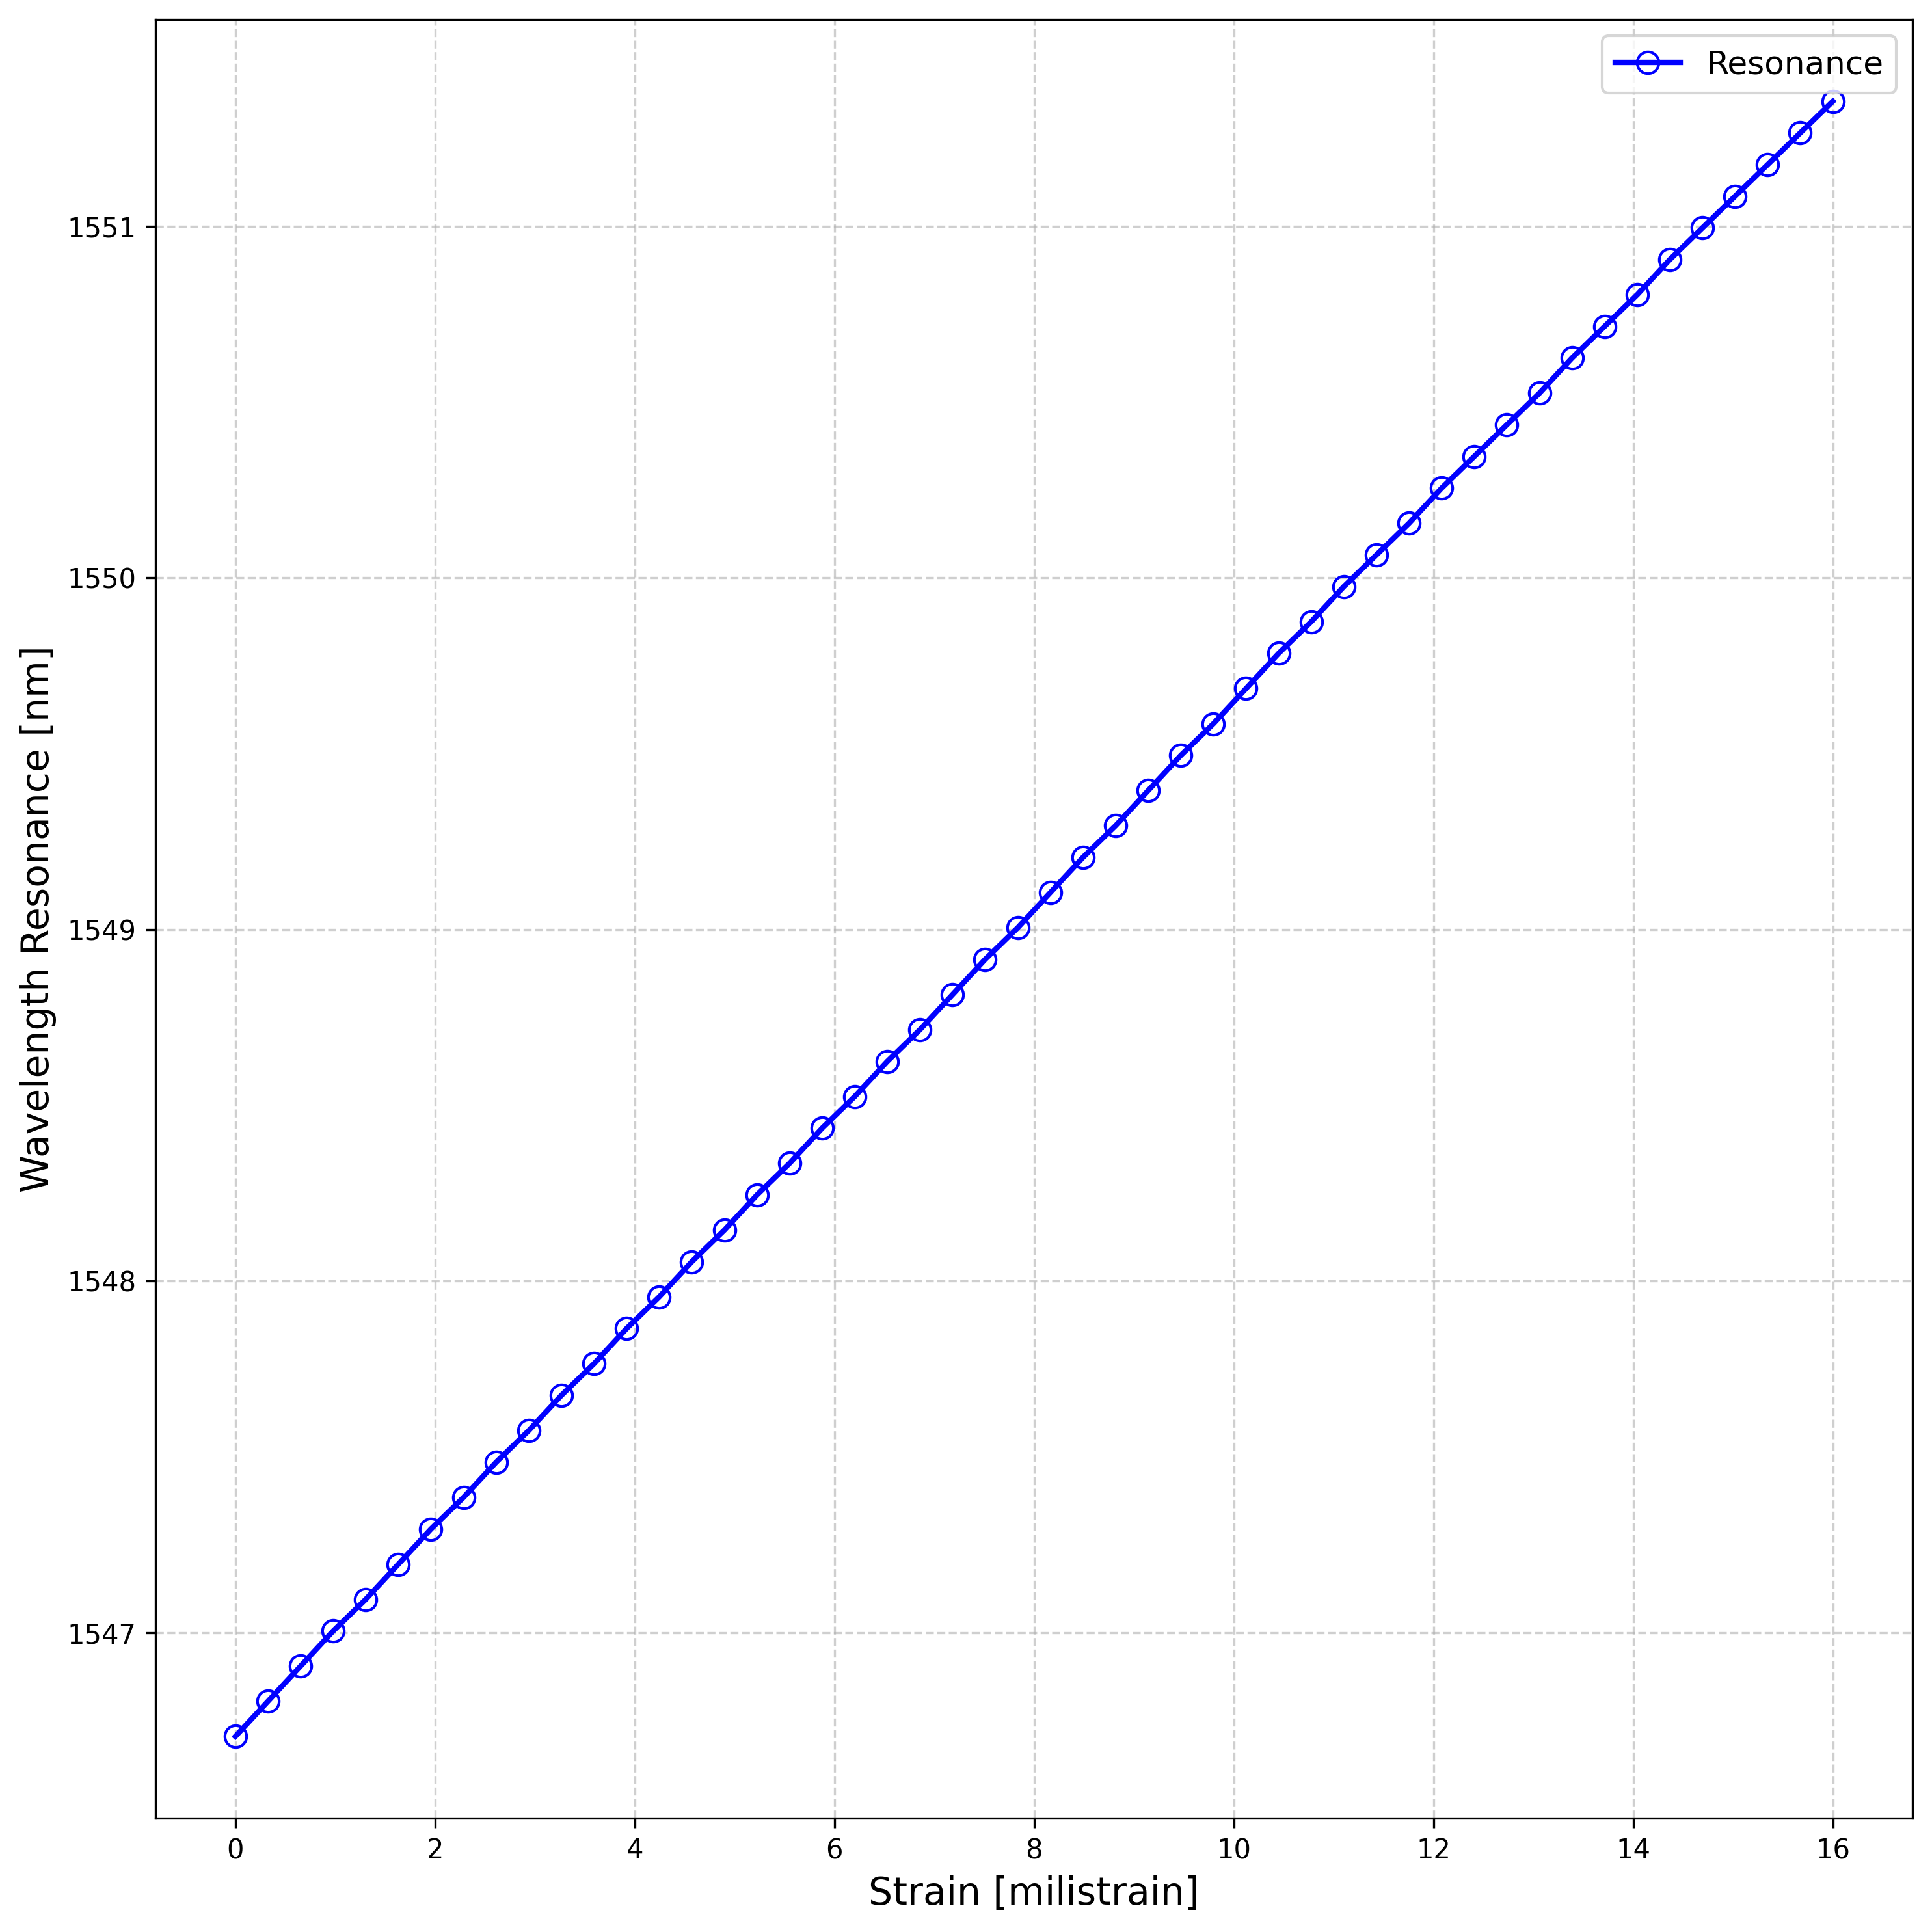 Resonance
1551
1550
1549
1548
1547
Wavelength Resonance [nm]
0 2 4 6 8 10 12 14 16
Strain [milistrain]